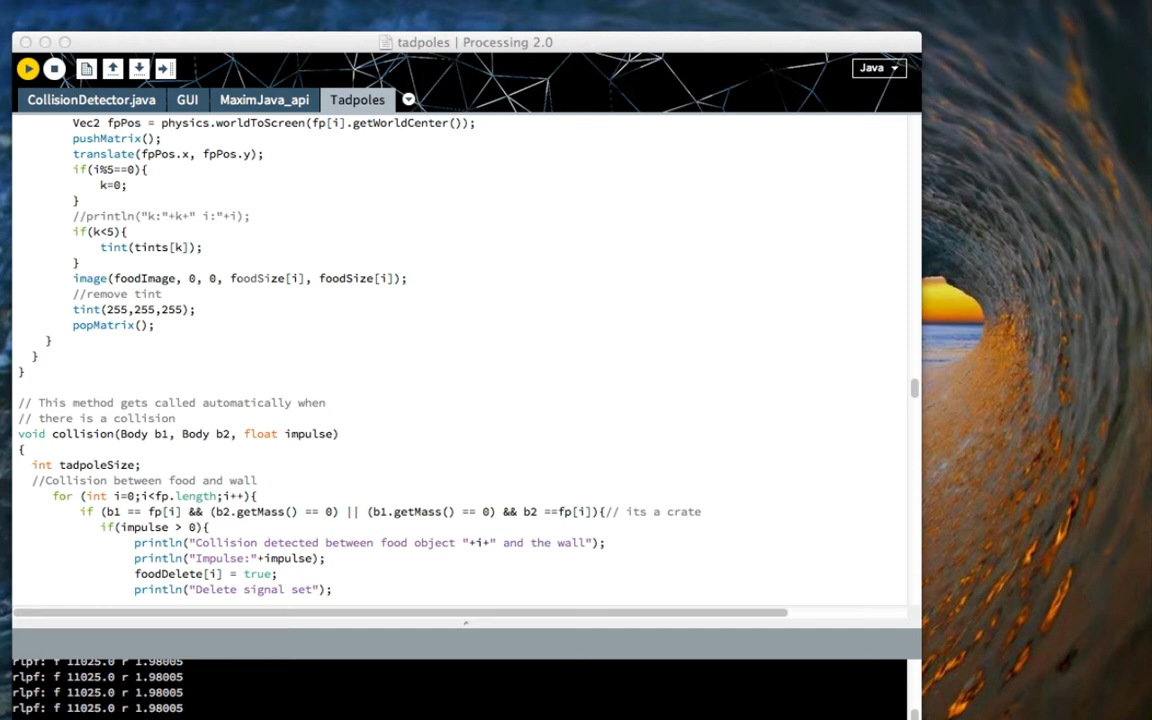 tadpoles | Processing 2.0
Java
CollisionDetector.java GUI MaximJava_api Tadpoles
Vec2 fpPos = physics.worldToScreen(fp[i].getWorldCenter());
pushMatrix();
translate(fpPos.x, fpPos.y);
if(i%5==0){
k=0;
}
//println("k:"+k+" i:"+i);
if(k<5){
tint(tints[k]);
}
image(foodImage, 0, 0, foodSize[i], foodSize[i]);
//remove tint
tint(255,255,255);
popMatrix();
}
}
}
// This method gets called automatically when
// there is a collision
void collision(Body b1, Body b2, float impulse)
{
int tadpoleSize;
//Collision between food and wall
for (int i=0;i<fp.length;i++){
if (b1 == fp[i] && (b2.getMass() == 0) || (b1.getMass() == 0) && b2 ==fp[i]){// its a crate
if(impulse > 0){
println("Collision detected between food object "+i+" and the wall");
println("Impulse:"+impulse);
foodDelete[i] = true;
println("Delete signal set");
rlpf: f 11025.0 r 1.98005
rlpf: f 11025.0 r 1.98005
rlpf: f 11025.0 r 1.98005
rlpf: f 11025.0 r 1.98005